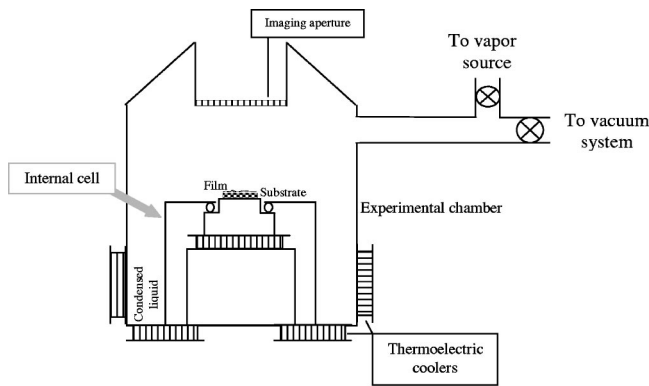 Imaging aperture
To vapor
source
To vacuum
system
Internal cell
Film
Substrate
Experimental chamber
Condensed
liquid
Thermoelectric
coolers